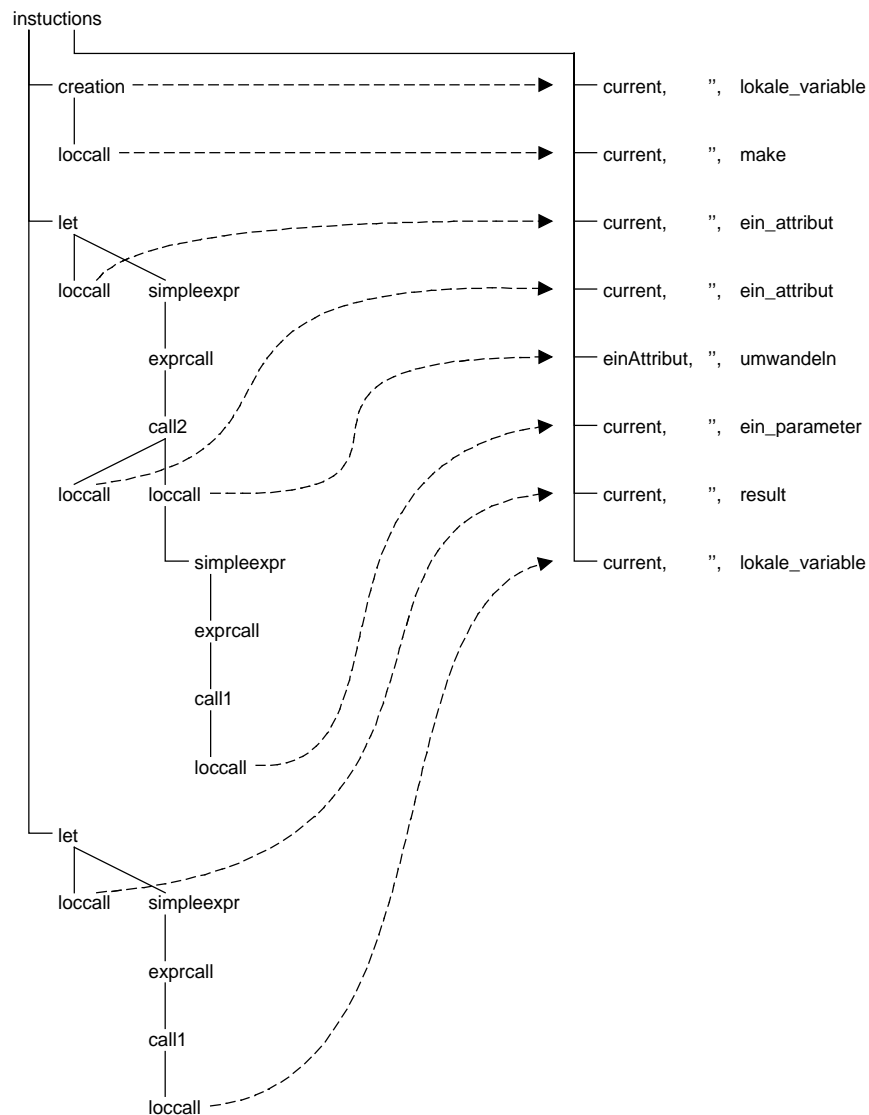 instuctions
creation current, ’’, lokale_variable
loccall current, ’’, make
let current, ’’, ein_attribut
loccall simpleexpr current, ’’, ein_attribut
exprcall einAttribut, ’’, umwandeln
call2 current, ’’, ein_parameter
loccall loccall current, ’’, result
simpleexpr current, ’’, lokale_variable
exprcall
call1
loccall
let
loccall simpleexpr
exprcall
call1
loccall